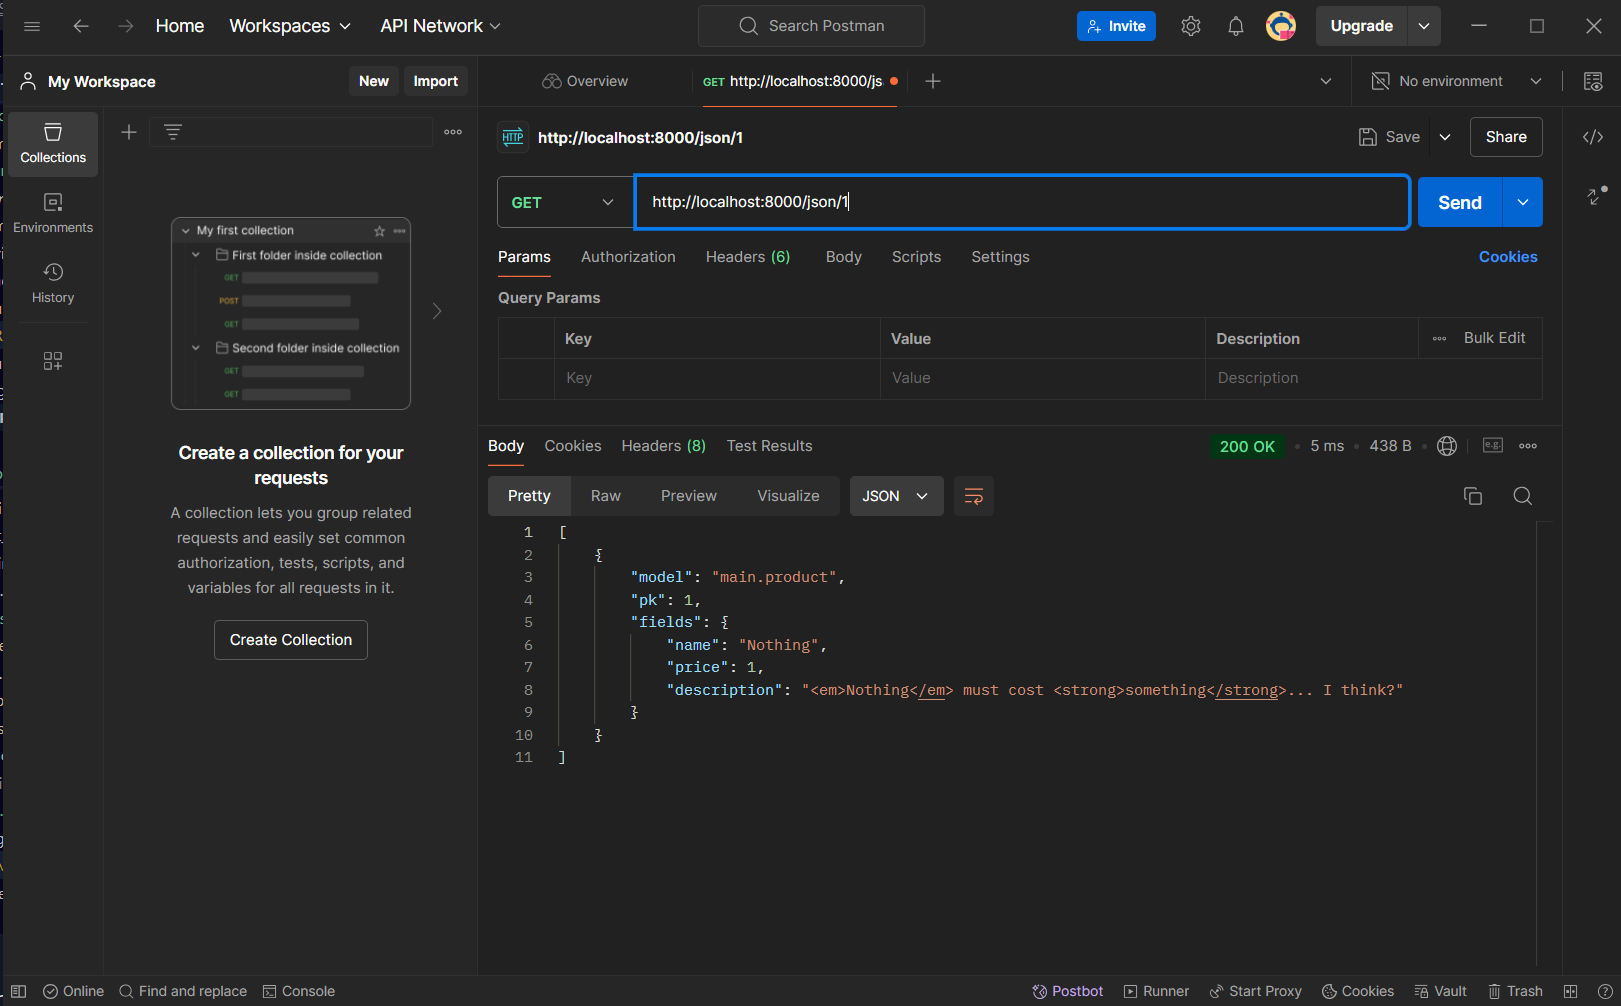 Home
Workspaces
API Network
Search Postman
Invite
Upgrade
My Workspace
New
Import
Overview
GET http://localhost:8000/js
No environment
Collections
Environments
History
My first collection
First folder inside collection
GET
POST
GET
Second folder inside collection
GET
GET
Create a collection for your
requests
A collection lets you group related
requests and easily set common
authorization, tests, scripts, and
variables for all requests in it.
Create Collection
HTTP
http://localhost:8000/json/1
Save
Share
GET
http://localhost:8000/json/1
Send
Params
Authorization
Headers (6)
Body
Scripts
Settings
Cookies
Query Params
Key
Value
Description
Bulk Edit
Key
Value
Description
Body
Cookies
Headers (8)
Test Results
200 OK
5 ms
438 B
e.g.
Pretty
Raw
Preview
Visualize
JSON
1 [
2 {
3 "model": "main.product",
4 "pk": 1,
5 "fields": {
6 "name": "Nothing",
7 "price": 1,
8 "description": "<em>Nothing</em> must cost <strong>something</strong>... I think?"
9 }
10 }
11 ]
Online
Find and replace
Console
Postbot
Runner
Start Proxy
Cookies
Vault
Trash